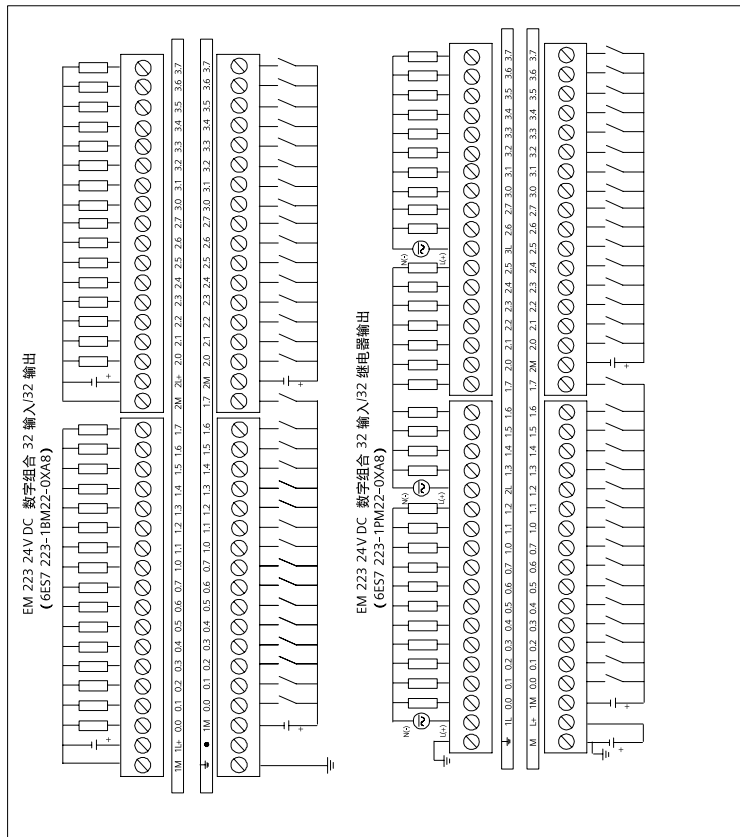 EM 223 24V DC 数字组合 32 输入/32 输出
(6ES7 223-1BM22-0XA8)
+ +
1M 1L+ 0.0 0.1 0.2 0.3 0.4 0.5 0.6 0.7 1.0 1.1 1.2 1.3 1.4 1.5 1.6 1.7 2M 2L+ 2.0 2.1 2.2 2.3 2.4 2.5 2.6 2.7 3.0 3.1 3.2 3.3 3.4 3.5 3.6 3.7
1M 0.0 0.1 0.2 0.3 0.4 0.5 0.6 0.7 1.0 1.1 1.2 1.3 1.4 1.5 1.6 1.7 2M 2.0 2.1 2.2 2.3 2.4 2.5 2.6 2.7 3.0 3.1 3.2 3.3 3.4 3.5 3.6 3.7
+ +
EM 223 24V DC 数字组合 32 输入/32 继电器输出
(6ES7 223-1PM22-0XA8)
N(-) N(-) N(-)
L(+) L(+) L(+)
1L 0.0 0.1 0.2 0.3 0.4 0.5 0.6 0.7 1.0 1.1 1.2 2L 1.3 1.4 1.5 1.6 1.7 2.0 2.1 2.2 2.3 2.4 2.5 3L 2.6 2.7 3.0 3.1 3.2 3.3 3.4 3.5 3.6 3.7
M L+ 1M 0.0 0.1 0.2 0.3 0.4 0.5 0.6 0.7 1.0 1.1 1.2 1.3 1.4 1.5 1.6 1.7 2M 2.0 2.1 2.2 2.3 2.4 2.5 2.6 2.7 3.0 3.1 3.2 3.3 3.4 3.5 3.6 3.7
+ + +